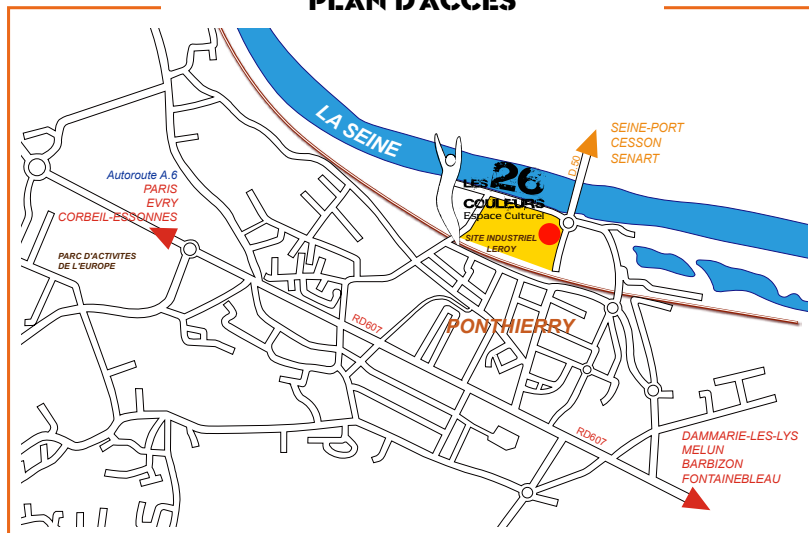 PLAN D'ACCES
LA SEINE
SEINE-PORT
CESSON
SENART
D 50
Autoroute A.6
PARIS
EVRY
CORBEIL-ESSONNES
LES 26
COULEURS
Espace Culturel
SITE INDUSTRIEL
LEROY
PARC D'ACTIVITES
DE L'EUROPE
RD607
PONTHIERRY
RD607
DAMMARIE-LES-LYS
MELUN
BARBIZON
FONTAINEBLEAU